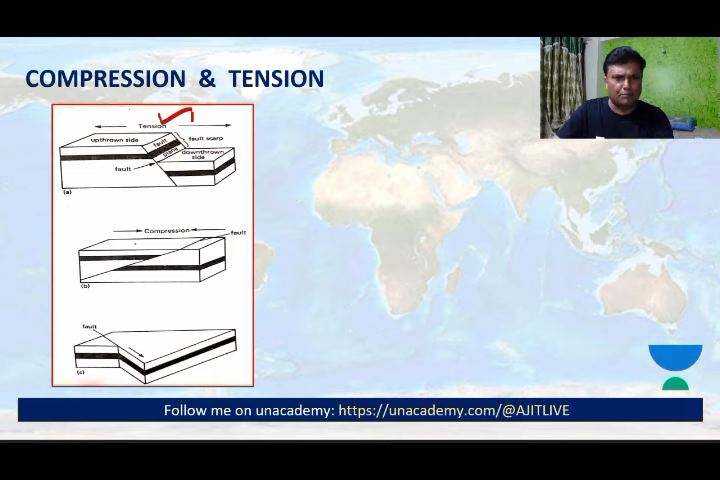 COMPRESSION & TENSION
Tension
upthrown side
fault
plane
fault scarp
downthrown
side
fault
(a)
Compression
fault
(b)
fault
(c)
Follow me on unacademy: https://unacademy.com/@AJITLIVE